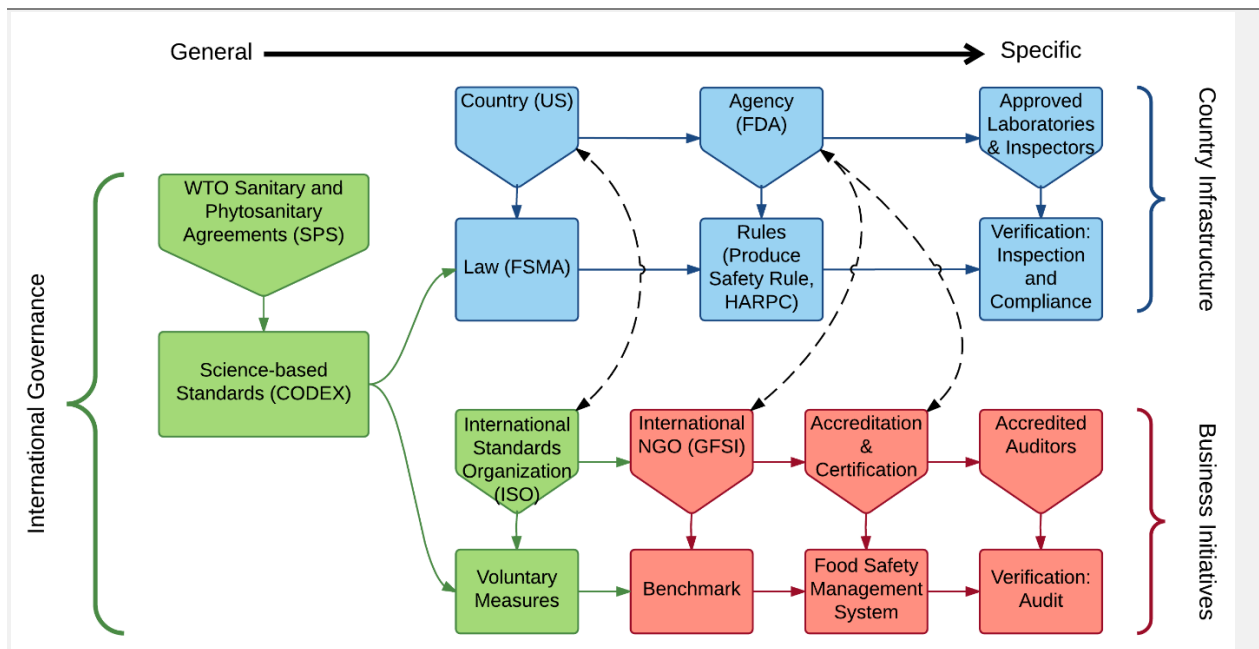 General
Specific
Country (US)
Agency
(FDA)
Approved
Laboratories
& Inspectors
Country Infrastructure
WTO Sanitary and
Phytosanitary
Agreements (SPS)
Law (FSMA)
Rules
(Produce
Safety Rule,
HARPC)
Verification:
Inspection
and
Compliance
International Governance
Science-based
Standards (CODEX)
International
Standards
Organization
(ISO)
International
NGO (GFSI)
Accreditation
&
Certification
Accredited
Auditors
Business Initiatives
Voluntary
Measures
Benchmark
Food Safety
Management
System
Verification:
Audit